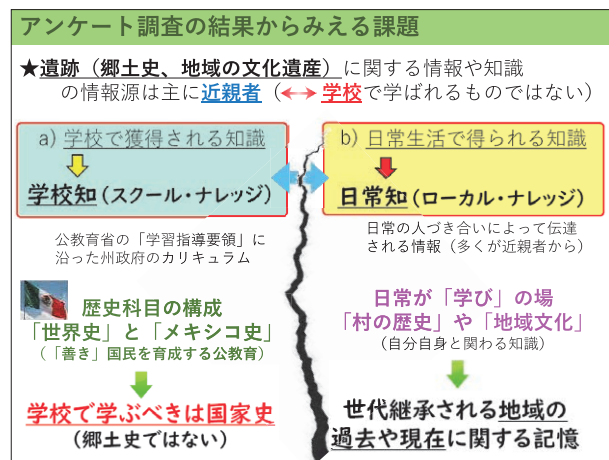 アンケート調査の結果からみえる課題
★遺跡（郷土史、地域の文化遺産）に関する情報や知識
の情報源は主に近親者（↔学校で学ばれるものではない）
a) 学校で獲得される知識
学校知(スクール・ナレッジ)
公教育省の「学習指導要領」に
沿った州政府のカリキュラム
歴史科目の構成
「世界史」と「メキシコ史」
（「善き」国民を育成する公教育）
学校で学ぶべきは国家史
(郷土史ではない)
b) 日常生活で得られる知識
日常知(ローカル・ナレッジ)
日常の人づき合いによって伝達
される情報（多くが近親者から）
日常が「学び」の場
「村の歴史」や「地域文化」
（自分自身と関わる知識）
世代継承される地域の
過去や現在に関する記憶